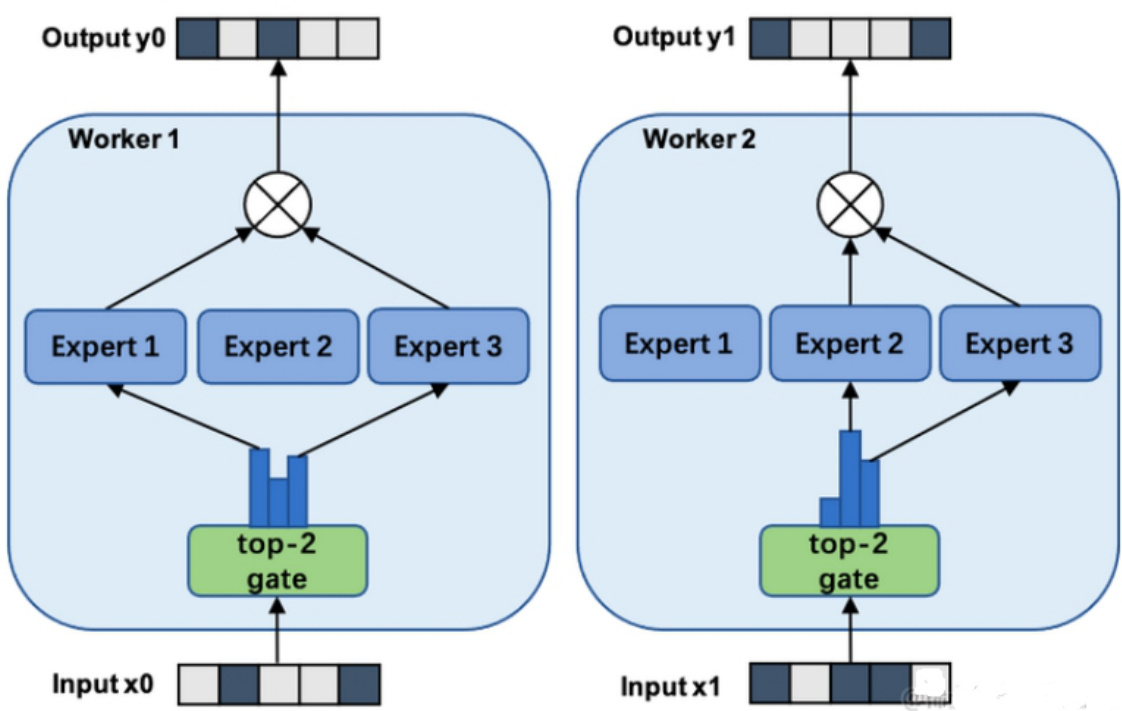 Output y0
Output y1
Worker 1
Worker 2
Expert 1
Expert 2
Expert 3
Expert 1
Expert 2
Expert 3
top-2
gate
top-2
gate
Input x0
Input x1